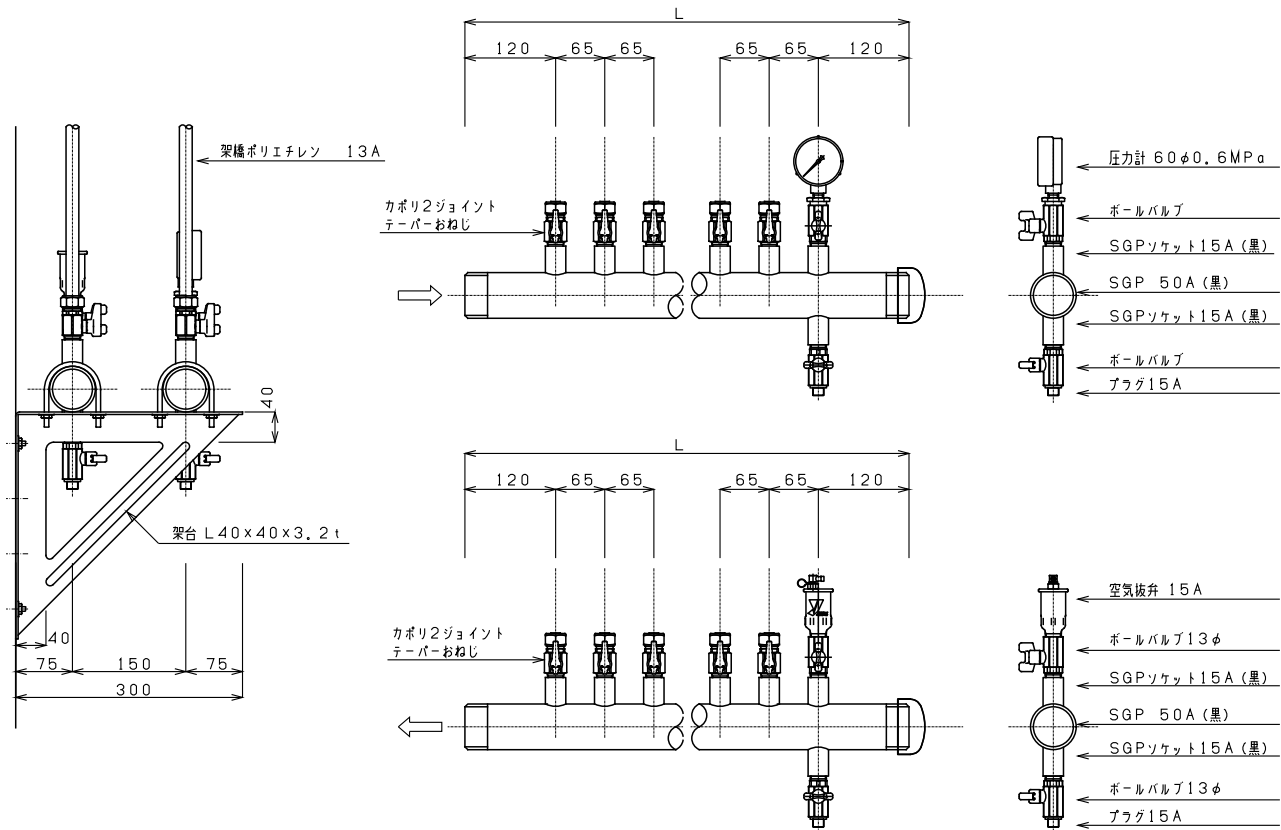 L
120
65
65
65
65
120
架橋ポリエチレン 13A
カポリ2ジョイント
テーパーおねじ
圧力計 60φ0.6MPa
ボールバルブ
SGPソケット15A(黒)
SGP 50A(黒)
SGPソケット15A(黒)
ボールバルブ
プラグ15A
40
架台 L40×40×3.2t
40
75
150
75
300
L
120
65
65
65
65
120
カポリ2ジョイント
テーパーおねじ
空気抜弁 15A
ボールバルブ13φ
SGPソケット15A(黒)
SGP 50A(黒)
SGPソケット15A(黒)
ボールバルブ13φ
プラグ15A